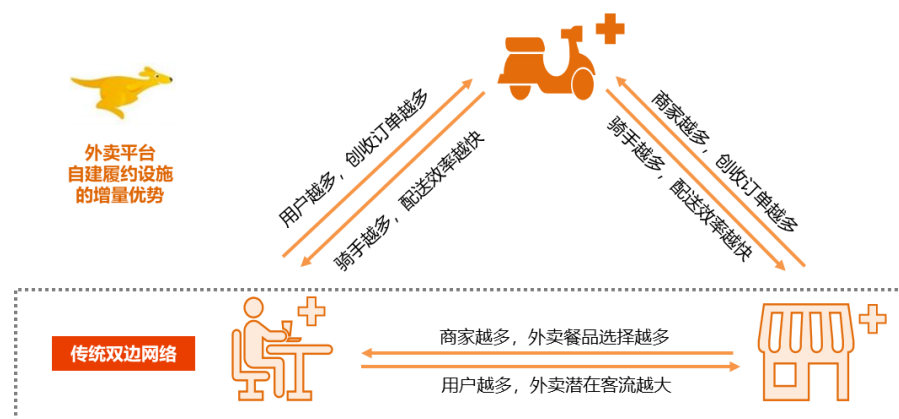 外卖平台
自建履约设施
的增量优势
用户越多，创收订单越多
骑手越多，配送效率越快
商家越多，创收订单越多
骑手越多，配送效率越快
传统双边网络
商家越多，外卖餐品选择越多
用户越多，外卖潜在客流越大